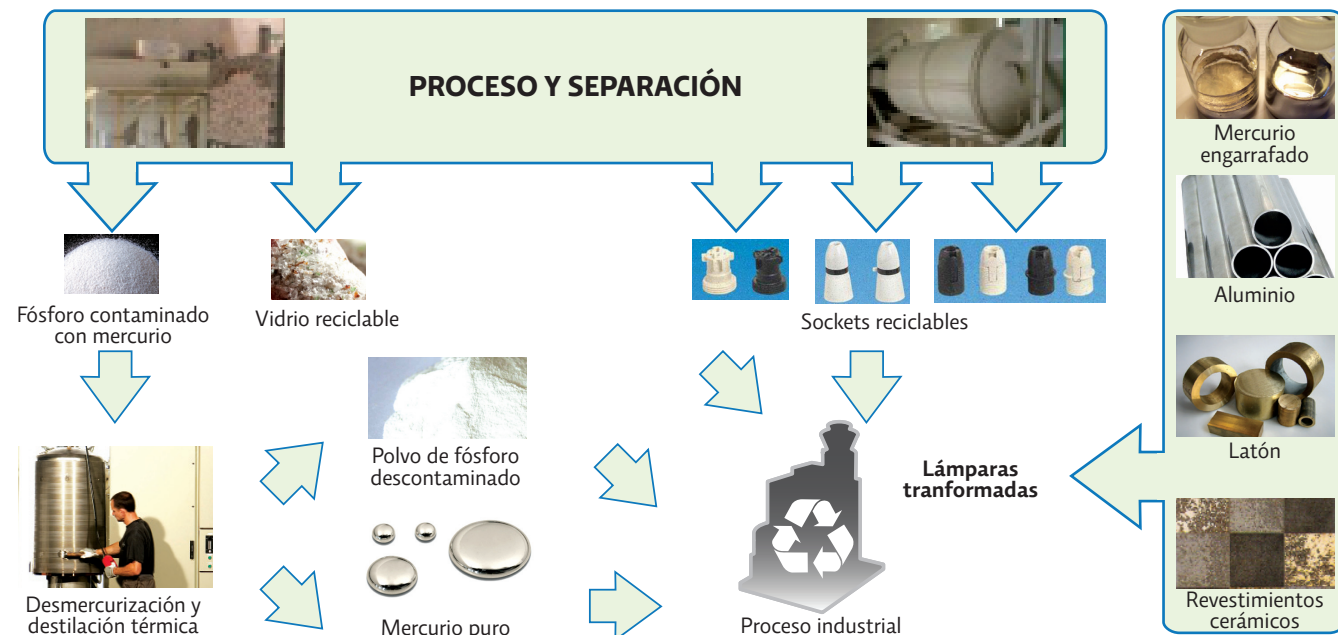 PROCESO Y SEPARACIÓN
Fósforo contaminado
con mercurio
Vidrio reciclable
Sockets reciclables
Desmercurización y
destilación térmica
Polvo de fósforo
descontaminado
Mercurio puro
Proceso industrial
Lámparas
tranformadas
Mercurio
engarrafado
Aluminio
Latón
Revestimientos
cerámicos